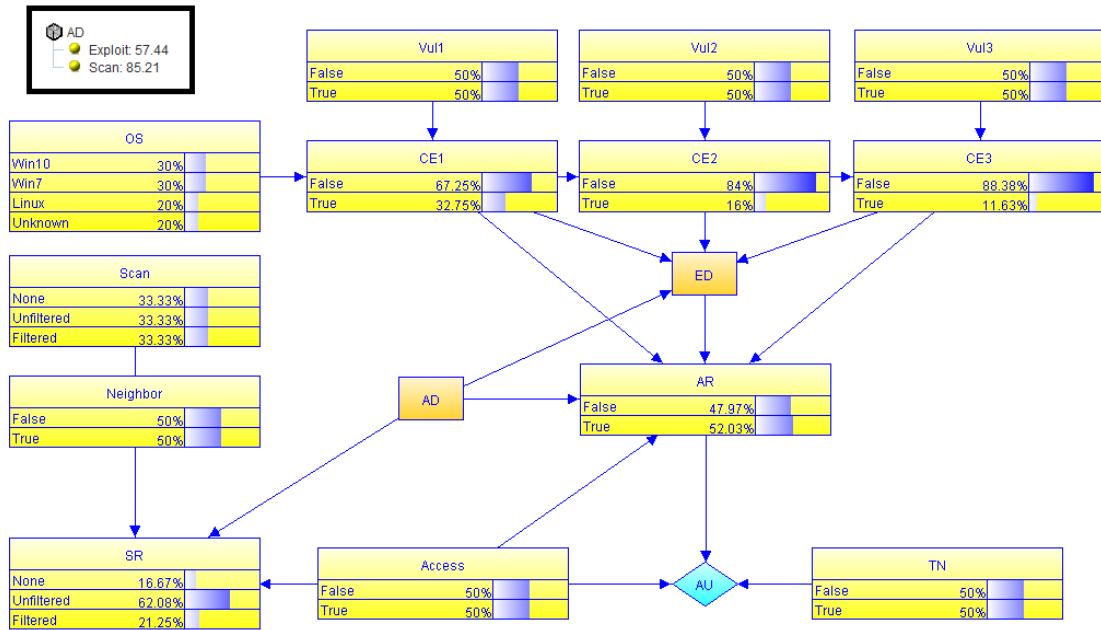 AD
Exploit: 57.44
Scan: 85.21
Vul1
False 50%
True 50%
Vul2
False 50%
True 50%
Vul3
False 50%
True 50%
OS
Win10 30%
Win7 30%
Linux 20%
Unknown 20%
CE1
False 67.25%
True 32.75%
CE2
False 84%
True 16%
CE3
False 88.38%
True 11.63%
Scan
None 33.33%
Unfiltered 33.33%
Filtered 33.33%
ED
Neighbor
False 50%
True 50%
AD
AR
False 47.97%
True 52.03%
SR
None 16.67%
Unfiltered 62.08%
Filtered 21.25%
Access
False 50%
True 50%
AU
TN
False 50%
True 50%